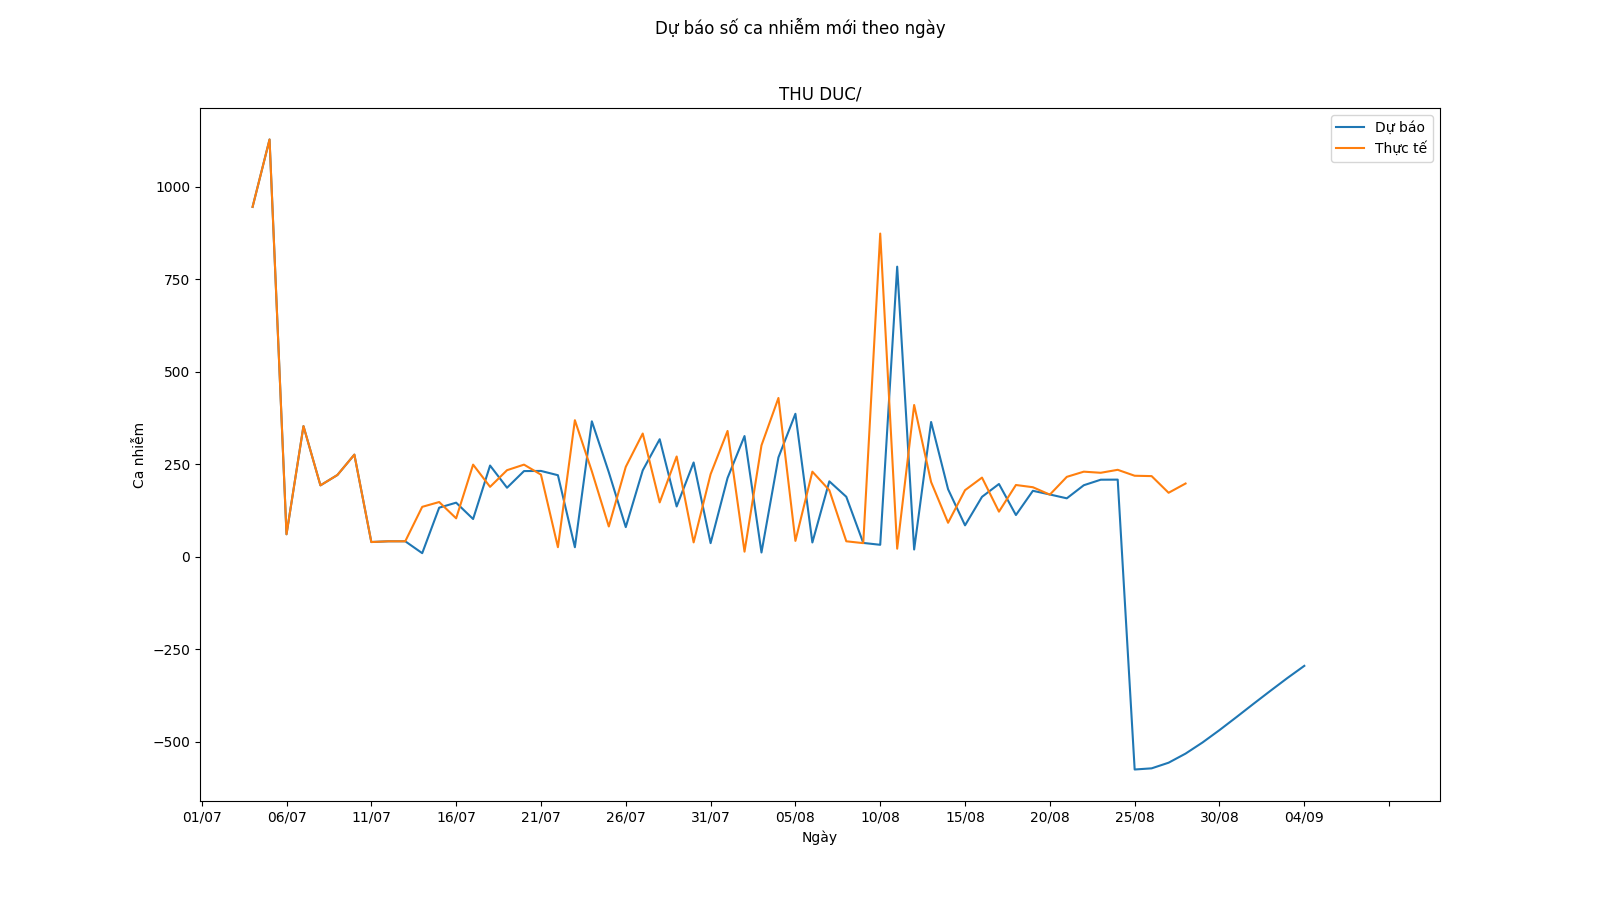 Dự báo số ca nhiễm mới theo ngày
THU DUC/
Dự báo
Thực tế
Ca nhiễm
1000
750
500
250
0
−250
−500
01/07 06/07 11/07 16/07 21/07 26/07 31/07 05/08 10/08 15/08 20/08 25/08 30/08 04/09
Ngày